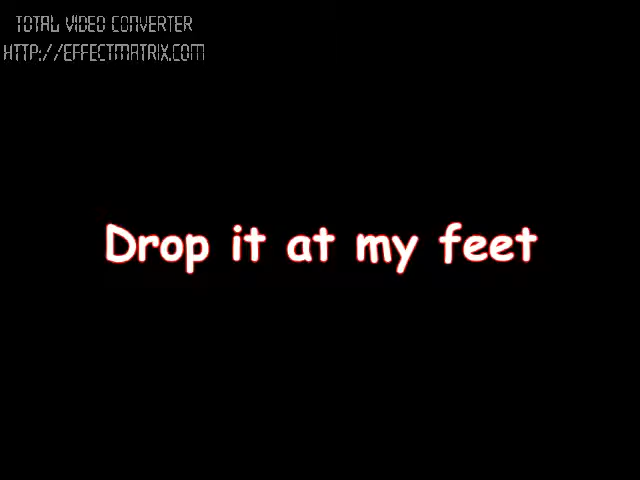 TOTAL VIDEO CONVERTER
HTTP://EFFECTMATRIX.COM
Drop it at my feet